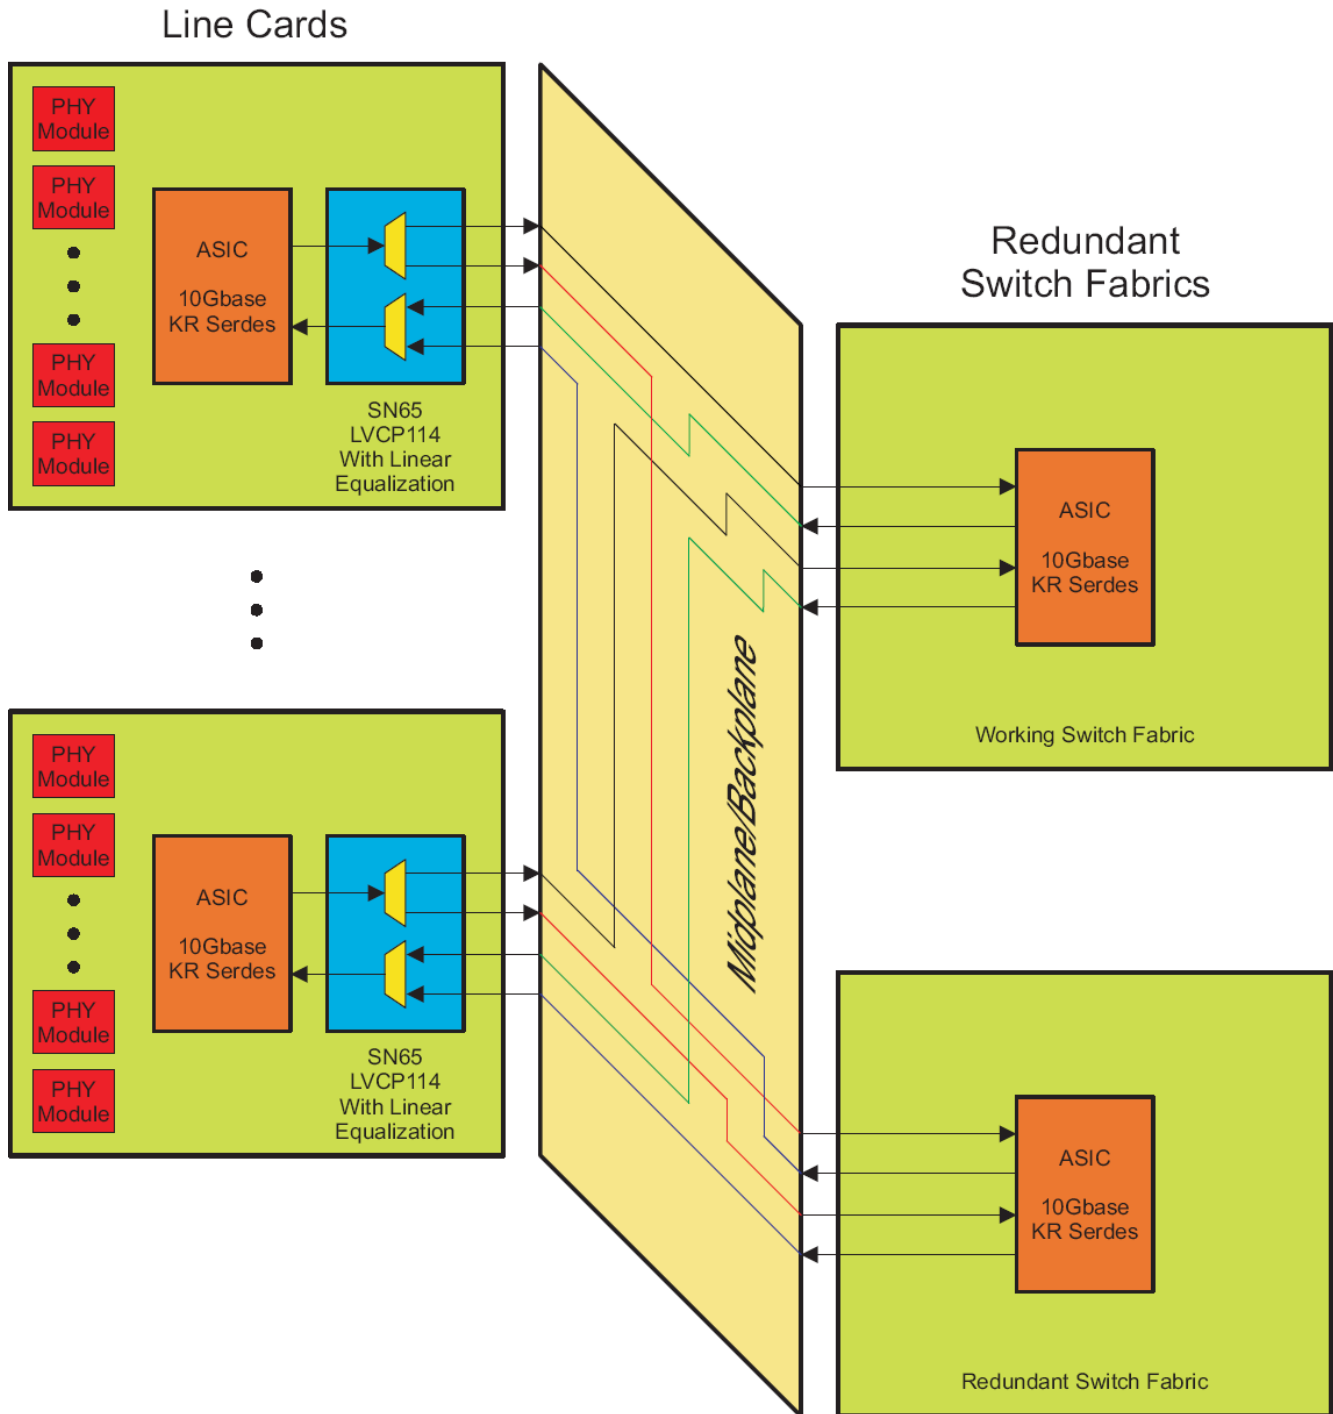 Line Cards
PHY
Module
PHY
Module
PHY
Module
PHY
Module
ASIC
10Gbase
KR Serdes
SN65
LVCP114
With Linear
Equalization
Redundant
Switch Fabrics
ASIC
10Gbase
KR Serdes
Working Switch Fabric
Midplane/Backplane
PHY
Module
PHY
Module
PHY
Module
PHY
Module
ASIC
10Gbase
KR Serdes
SN65
LVCP114
With Linear
Equalization
ASIC
10Gbase
KR Serdes
Redundant Switch Fabric